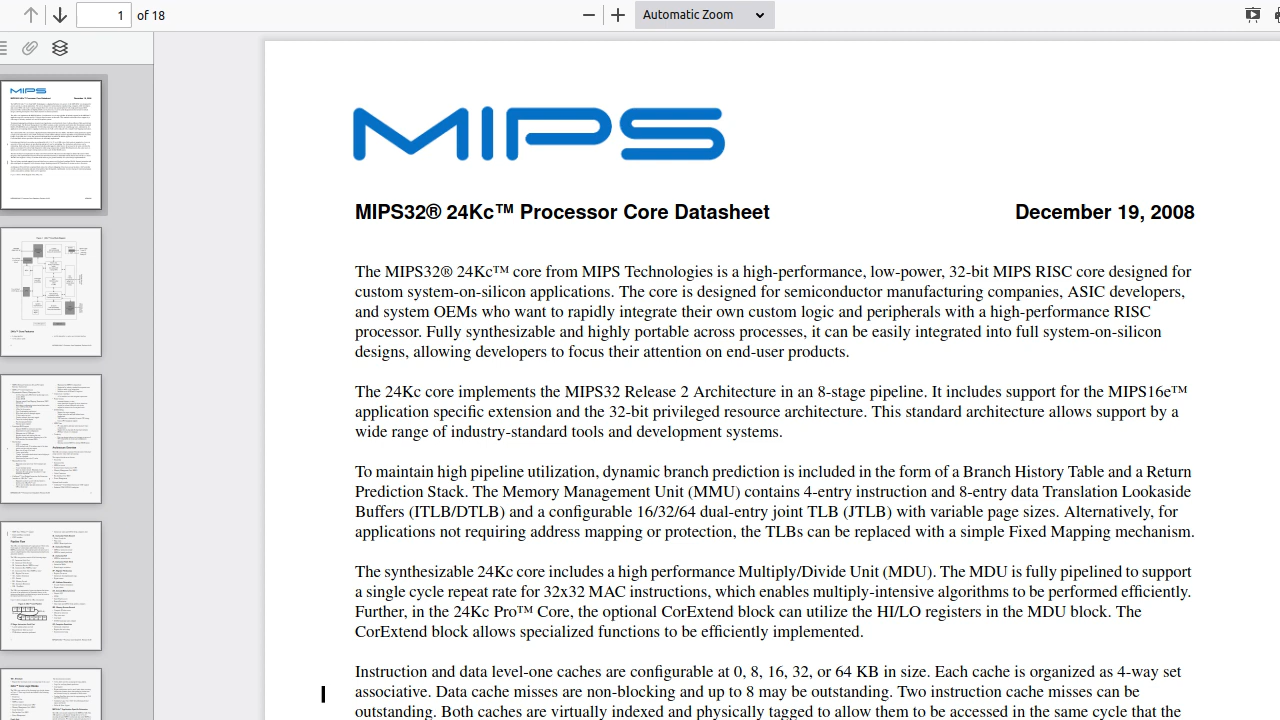 1 of 18
Automatic Zoom
MIPS
MIPS32® 24Kc™ Processor Core Datasheet December 19, 2008
The MIPS32® 24Kc™ core from MIPS Technologies is a high-performance, low-power, 32-bit MIPS RISC core designed for
custom system-on-silicon applications. The core is designed for semiconductor manufacturing companies, ASIC developers,
and system OEMs who want to rapidly integrate their own custom logic and peripherals with a high-performance RISC
processor. Fully synthesizable and highly portable across processes, it can be easily integrated into full system-on-silicon
designs, allowing developers to focus their attention on end-user products.
The 24Kc core implements the MIPS32 Release 2 Architecture in an 8-stage pipeline. It includes support for the MIPS16e™
application specific extension and the 32-bit privileged resource architecture. This standard architecture allows support by a
wide range of industry-standard tools and development systems.
To maintain high pipeline utilization, dynamic branch prediction is included in the form of a Branch History Table and a Return
Prediction Stack. The Memory Management Unit (MMU) contains 4-entry instruction and 8-entry data Translation Lookaside
Buffers (ITLB/DTLB) and a configurable 16/32/64 dual-entry joint TLB (JTLB) with variable page sizes. Alternatively, for
applications not requiring address mapping or protection, the TLBs can be replaced with a simple Fixed Mapping mechanism.
The synthesizable 24Kc core includes a high performance Multiply/Divide Unit (MDU). The MDU is fully pipelined to support
a single cycle repeat rate for 32x32 MAC instructions, which enables multiply-intensive algorithms to be performed efficiently.
Further, in the 24Kc Pro™ Core, the optional CorExtend block can utilize the HI/LO registers in the MDU block. The
CorExtend block allows specialized functions to be efficiently implemented.
Instruction and data level-one caches are configurable at 0, 8, 16, 32, or 64 KB in size. Each cache is organized as 4-way set
associative. Data cache misses are non-blocking and up to 8 may be outstanding. Two instruction cache misses can be
outstanding. Both caches are virtually indexed and physically tagged to allow them to be accessed in the same cycle that the